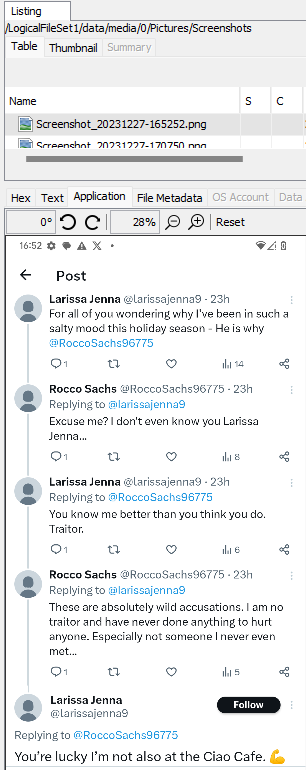 Listing
/LogicalFileSet1/data/media/0/Pictures/Screenshots
Table Thumbnail Summary
Name S C
Screenshot_20231227-165252.png
Screenshot_20231227-170750.png
Hex Text Application File Metadata OS Account Data
0° 28% Reset
16:52
Post
Larissa Jenna @larissajenna9 · 23h
For all of you wondering why I've been in such a
salty mood this holiday season - He is why
@RoccoSachs96775
1 14
Rocco Sachs @RoccoSachs96775 · 23h
Replying to @larissajenna9
Excuse me? I don't even know you Larissa
Jenna...
1 8
Larissa Jenna @larissajenna9 · 23h
Replying to @RoccoSachs96775
You know me better than you think you do.
Traitor.
1 6
Rocco Sachs @RoccoSachs96775 · 23h
Replying to @larissajenna9
These are absolutely wild accusations. I am no
traitor and have never done anything to hurt
anyone. Especially not someone I never even
met...
1 5
Larissa Jenna Follow
@larissajenna9
Replying to @RoccoSachs96775
You're lucky I'm not also at the Ciao Cafe. 💪